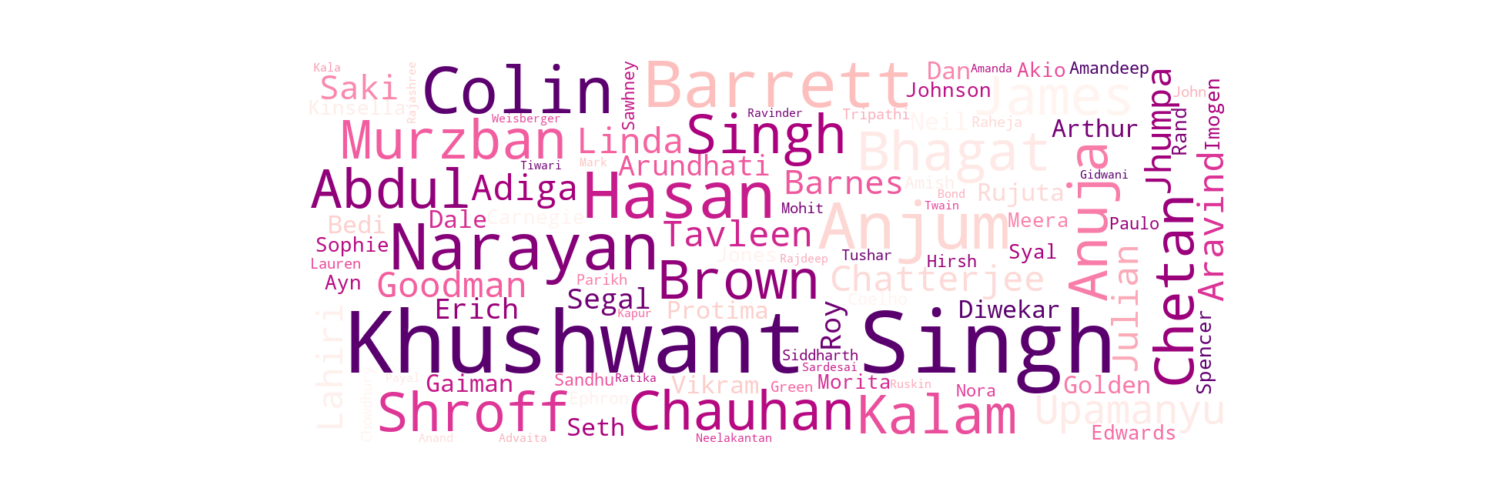 Kala
Saki
Kinsella
Rajashree
Colin
Weisberger
Murzban
Tiwari
Abdul
Adiga
Linda
Sawhney
Barrett
Singh
Ravinder
Arundhati
Mark
Hasan
Barnes
Mohit
Tripathi
Neil
Raheja
Dan
Amanda
Akio
Amandeep
Johnson
James
John
Arthur
Bhagat
Amish
Bond
Twain
Rujuta
Meera
Gidwani
Anuja
Jhumpa
Rand
Imogen
Aravind
Paulo
Syal
Chetan
Spencer
Julian
Bedi
Dale
Carnegie
Sophie
Lauren
Ayn
Narayan
Goodman
Erich
Parikh
Segal
Kapur
Tavleen
Brown
Jones
Rajdeep
Tushar
Anjum
Hirsh
Chatterjee
Coelho
Diwekar
Protima
Roy
Khushwant Singh
Siddharth
Sardesai
Lahiri
Payal
Chowdhury
Gaiman
Sandhu
Ratika
Ephron
Vikram
Green
Morita
Ruskin
Nora
Golden
Shroff
Seth
Chauhan
Kalam
Upamanyu
Edwards
Anand
Advaita
Neelakantan